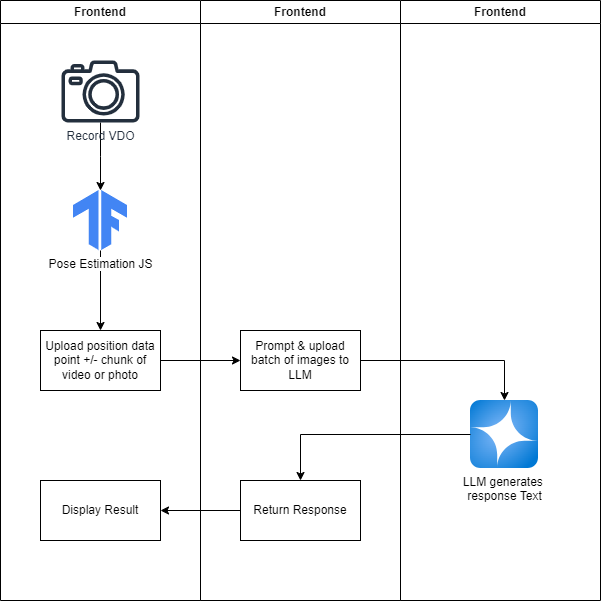 Frontend
Frontend
Frontend
Record VDO
Pose Estimation JS
Upload position data
point +/- chunk of
video or photo
Prompt & upload
batch of images to
LLM
LLM generates
response Text
Return Response
Display Result